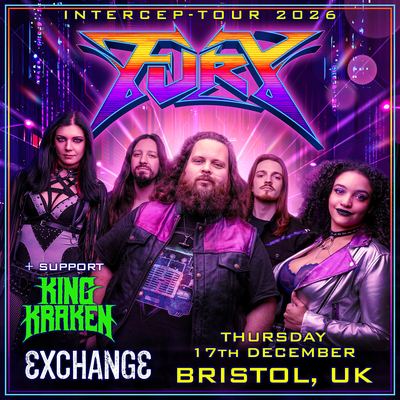 INTERCEP-TOUR 2026
FURY
+ SUPPORT
KING
KRAKEN
EXCHANGE
THURSDAY
17TH DECEMBER
BRISTOL, UK